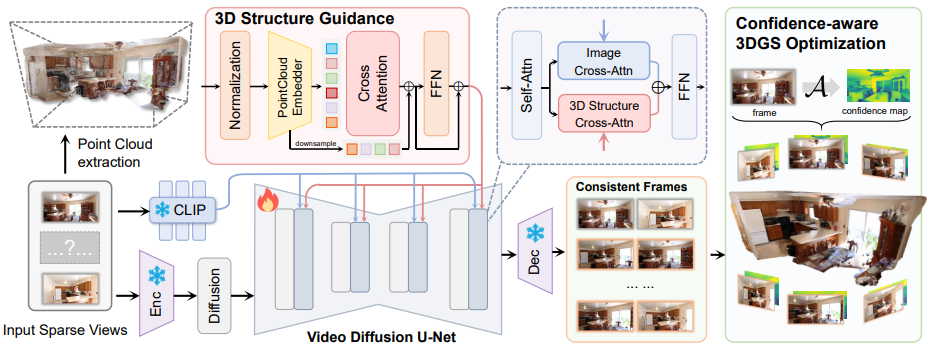 3D Structure Guidance
Normalization
PointCloud
Embedder
downsample
Cross
Attention
FFN
Self-Attn
Image
Cross-Attn
3D Structure
Cross-Attn
FFN
Confidence-aware
3DGS Optimization
frame
A
confidence map
Point Cloud
extraction
...?...
Input Sparse Views
CLIP
Enc
Diffusion
Video Diffusion U-Net
Dec
Consistent Frames
... ...